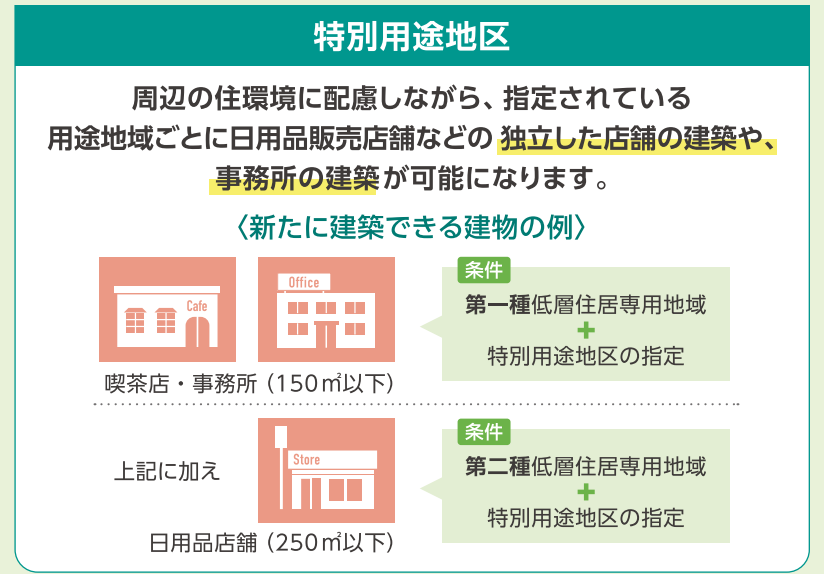 特別用途地区
周辺の住環境に配慮しながら、指定されている
用途地域ごとに日用品販売店舗などの独立した店舗の建築や、
事務所の建築が可能になります。
〈新たに建築できる建物の例〉
Cafe
Office
喫茶店・事務所（150㎡以下）
条件
第一種低層住居専用地域
+
特別用途地区の指定
上記に加え
Store
日用品店舗（250㎡以下）
条件
第二種低層住居専用地域
+
特別用途地区の指定